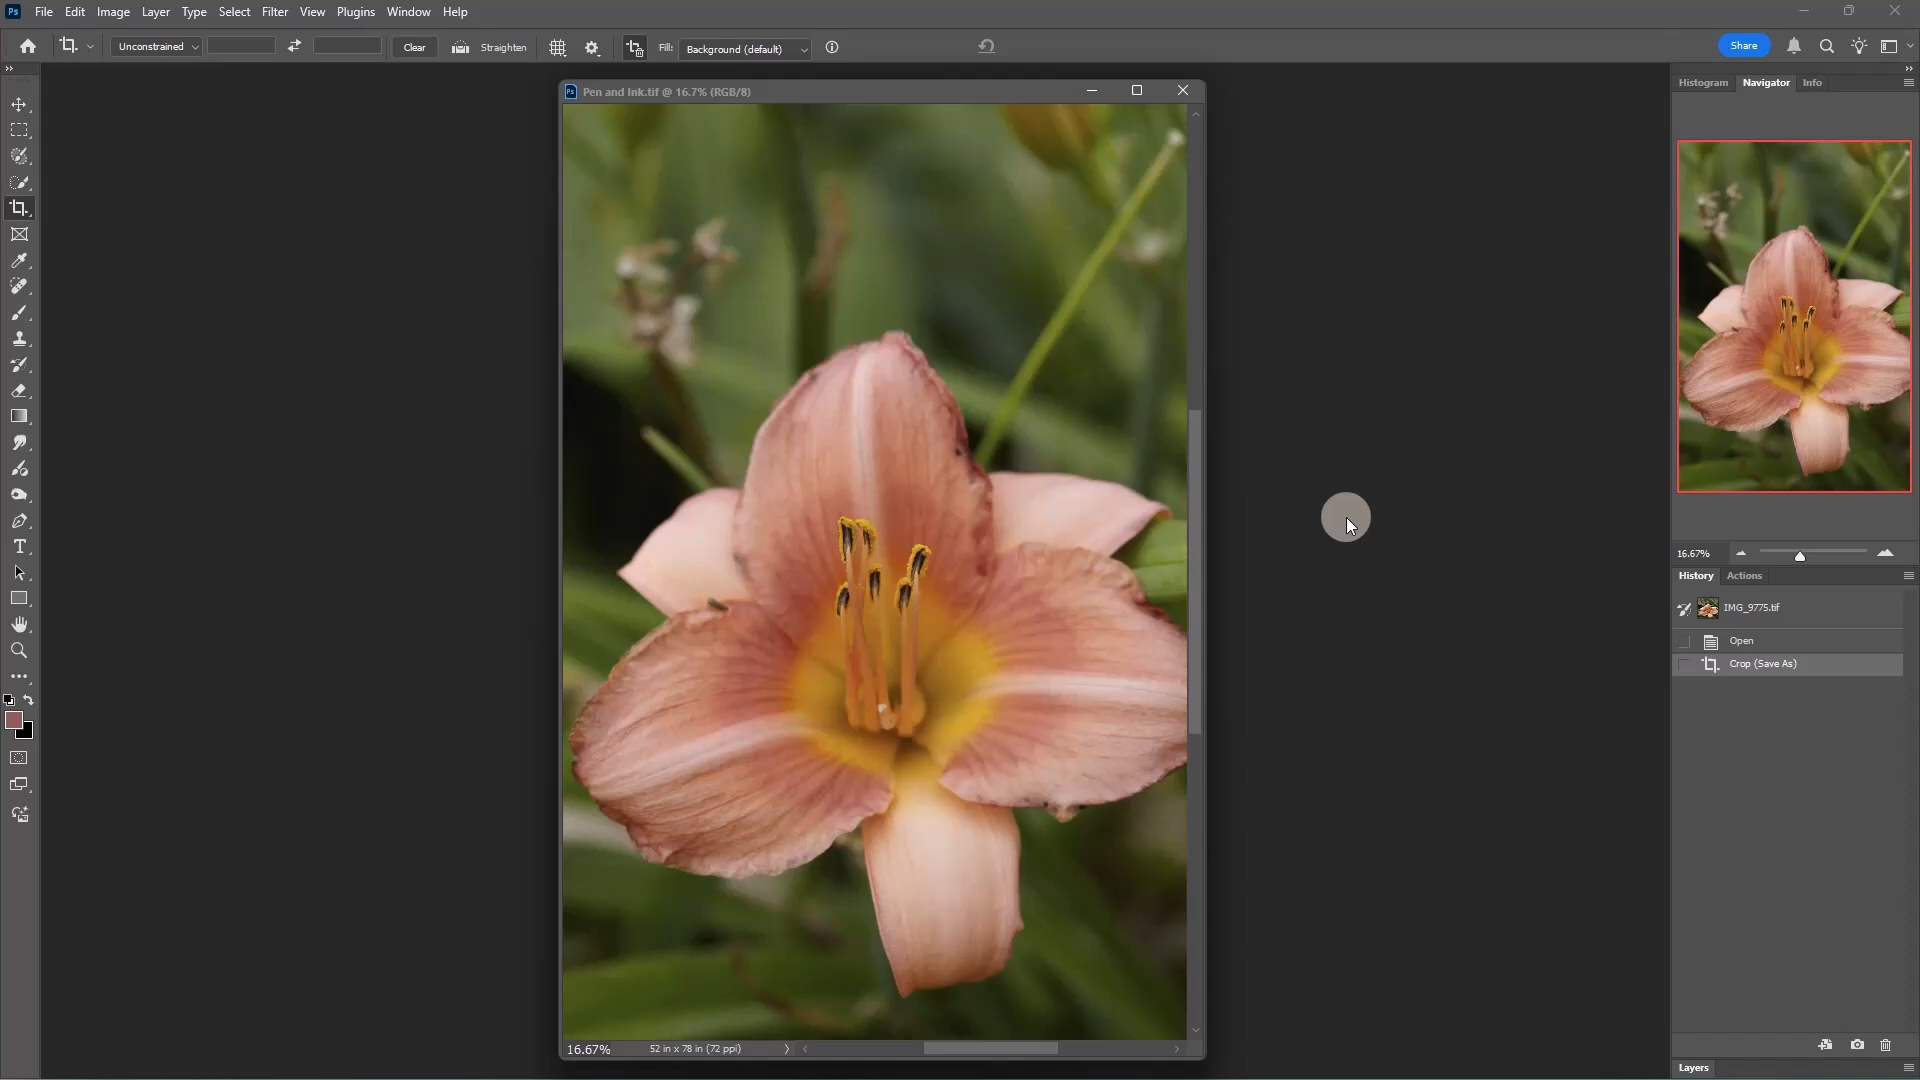 Ps File Edit Image Layer Type Select Filter View Plugins Window Help
Unconstrained Clear Straighten Fill: Background (default) Share
Ps Pen and Ink.tif @ 16.7% (RGB/8)
Histogram Navigator Info
16.67%
History Actions
IMG_9775.tif
Open
Crop (Save As)
T
16.67% 52 in x 78 in (72 ppi)
Layers